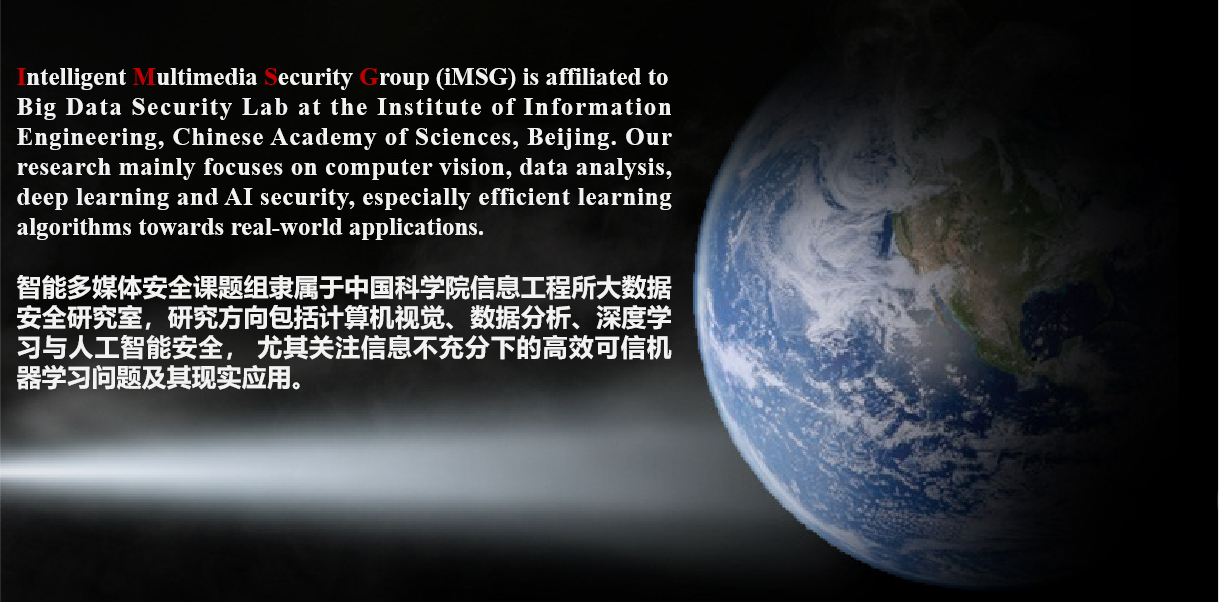 Intelligent Multimedia Security Group (iMSG) is affiliated to
Big Data Security Lab at the Institute of Information
Engineering, Chinese Academy of Sciences, Beijing. Our
research mainly focuses on computer vision, data analysis,
deep learning and AI security, especially efficient learning
algorithms towards real-world applications.
智能多媒体安全课题组隶属于中国科学院信息工程所大数据
安全研究室，研究方向包括计算机视觉、数据分析、深度学
习与人工智能安全， 尤其关注信息不充分下的高效可信机
器学习问题及其现实应用。